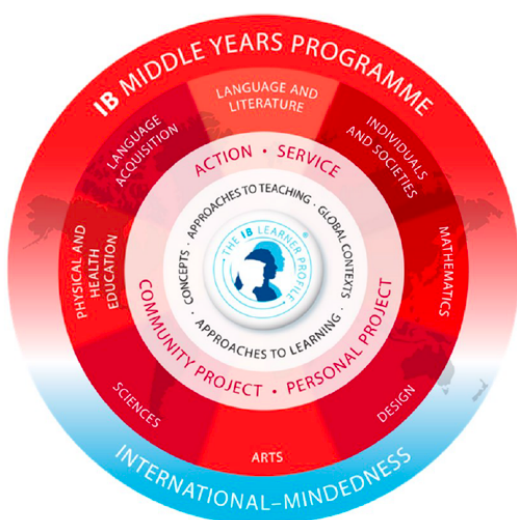 IB MIDDLE YEARS PROGRAMME
LANGUAGE AND
LITERATURE
INDIVIDUALS
AND SOCIETIES
MATHEMATICS
DESIGN
ARTS
SCIENCES
PHYSICAL AND
HEALTH
EDUCATION
LANGUAGE
ACQUISITION
ACTION • SERVICE
COMMUNITY PROJECT • PERSONAL PROJECT
APPROACHES TO TEACHING · GLOBAL CONTEXTS ·
APPROACHES TO LEARNING · CONCEPTS ·
THE IB LEARNER PROFILE ®
INTERNATIONAL–MINDEDNESS